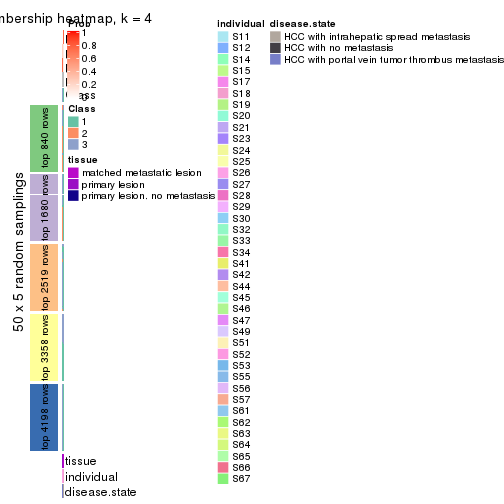 mbership heatmap, k = 4
Prob
1
0.8
0.6
0.4
0.2
0
Class
Class
1
2
3
tissue
matched metastatic lesion
primary lesion
primary lesion. no metastasis
50 x 5 random samplings
top 840 rows
top 1680 rows
top 2519 rows
top 3358 rows
top 4198 rows
tissue
individual
disease.state
individual
S11
S12
S14
S15
S17
S18
S19
S20
S21
S23
S24
S25
S26
S27
S28
S29
S30
S32
S33
S34
S41
S42
S44
S45
S46
S47
S49
S51
S52
S53
S55
S56
S57
S61
S62
S63
S64
S65
S66
S67
disease.state
HCC with intrahepatic spread metastasis
HCC with no metastasis
HCC with portal vein tumor thrombus metastasis